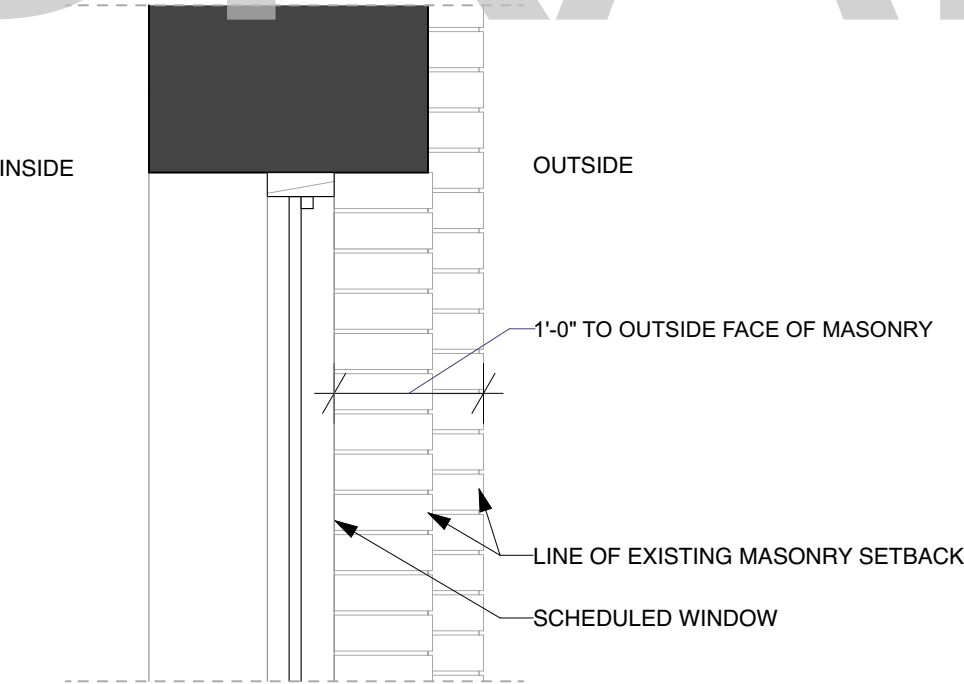 INSIDE
OUTSIDE
1'-0" TO OUTSIDE FACE OF MASONRY
LINE OF EXISTING MASONRY SETBACK
SCHEDULED WINDOW